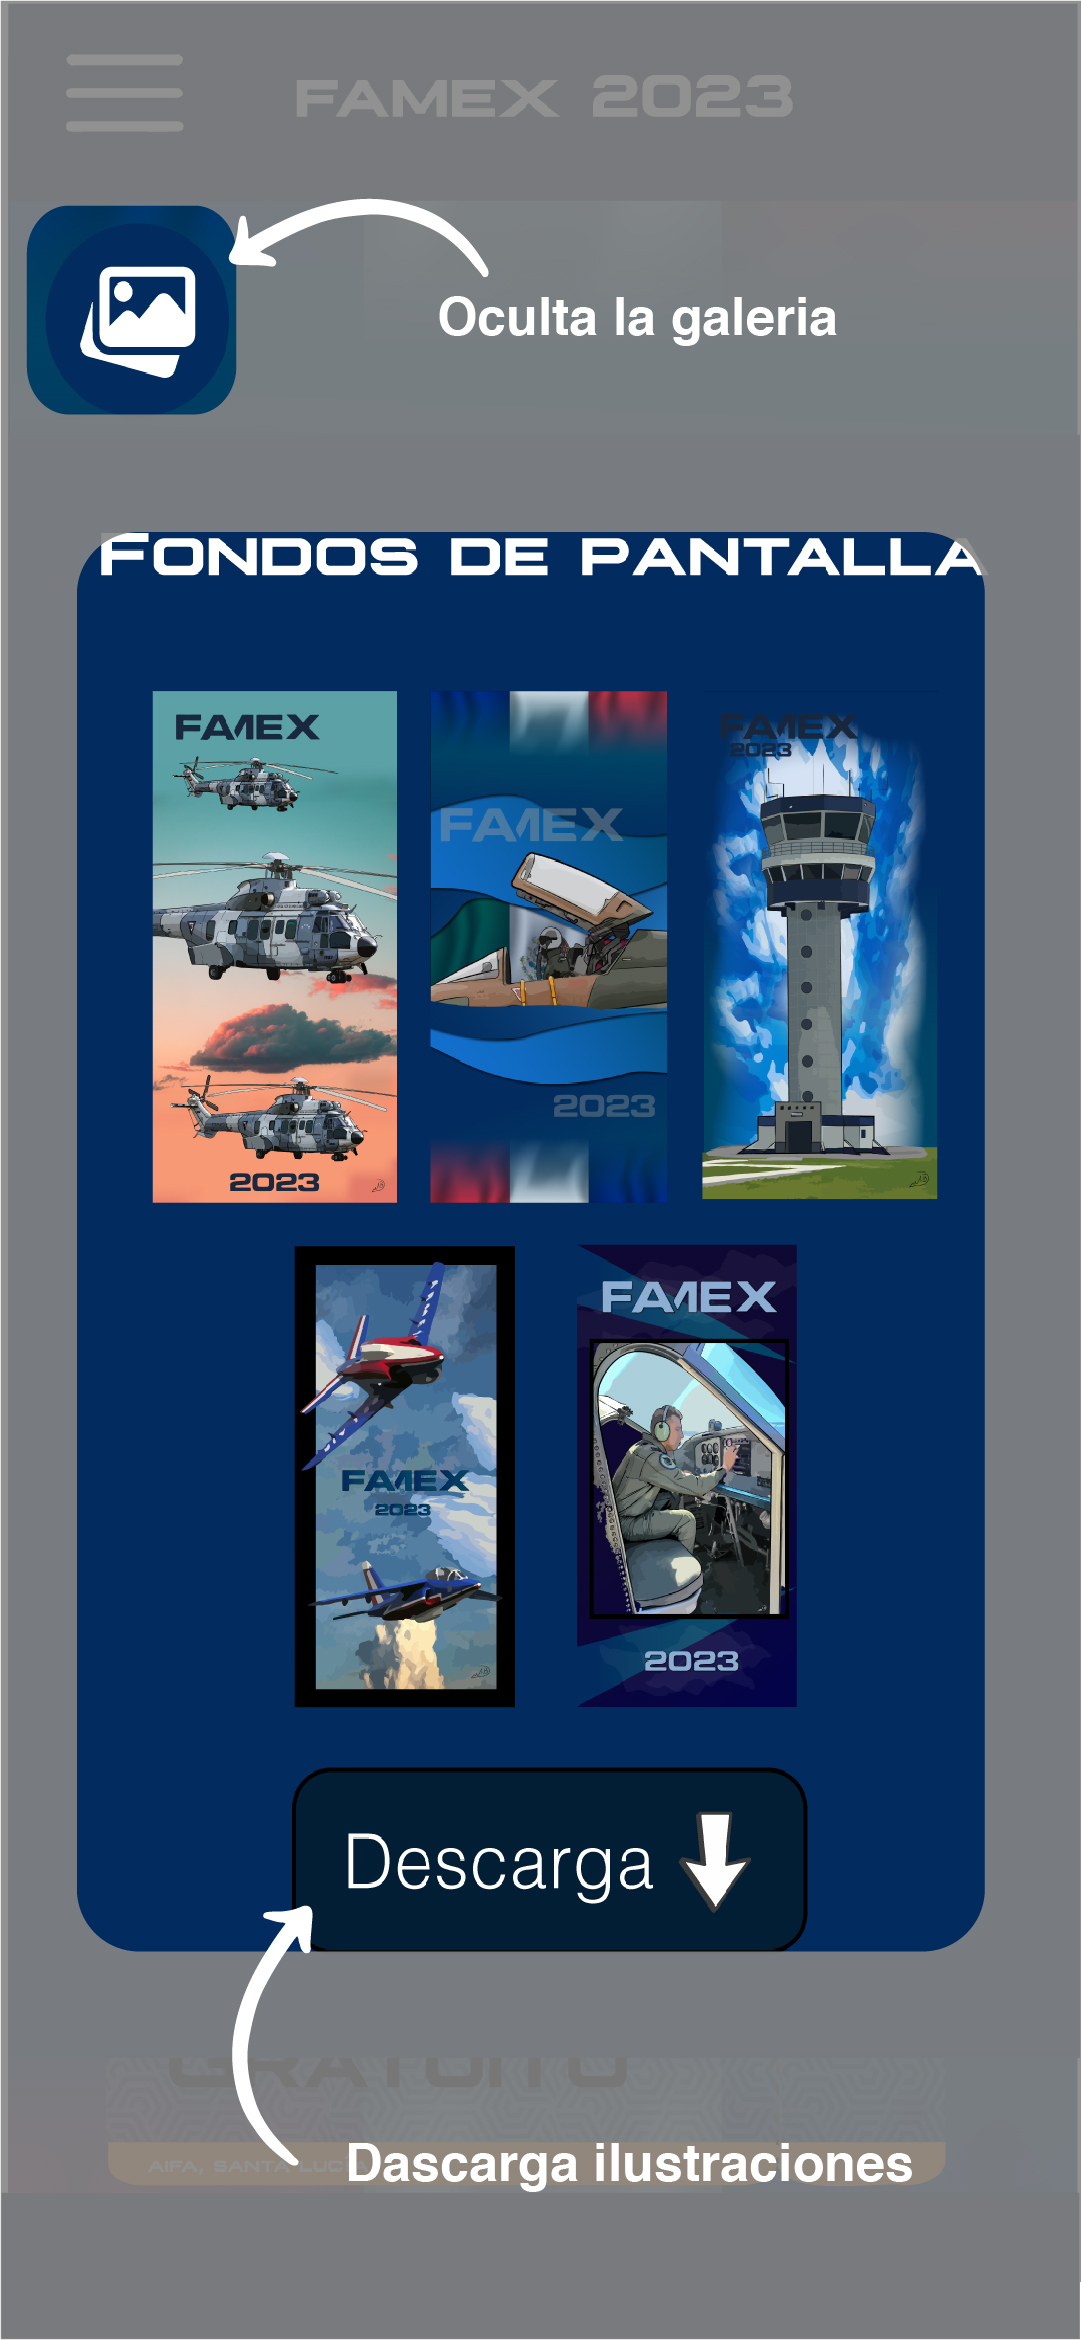 FAMEX 2023
Oculta la galeria
FONDOS DE PANTALLA
FAMEX
2023
FAMEX
2023
FAMEX
2023
FAMEX
2023
FAMEX
2023
Descarga
GRATUITO
AIFA, SANTA LUC
Dascarga ilustraciones